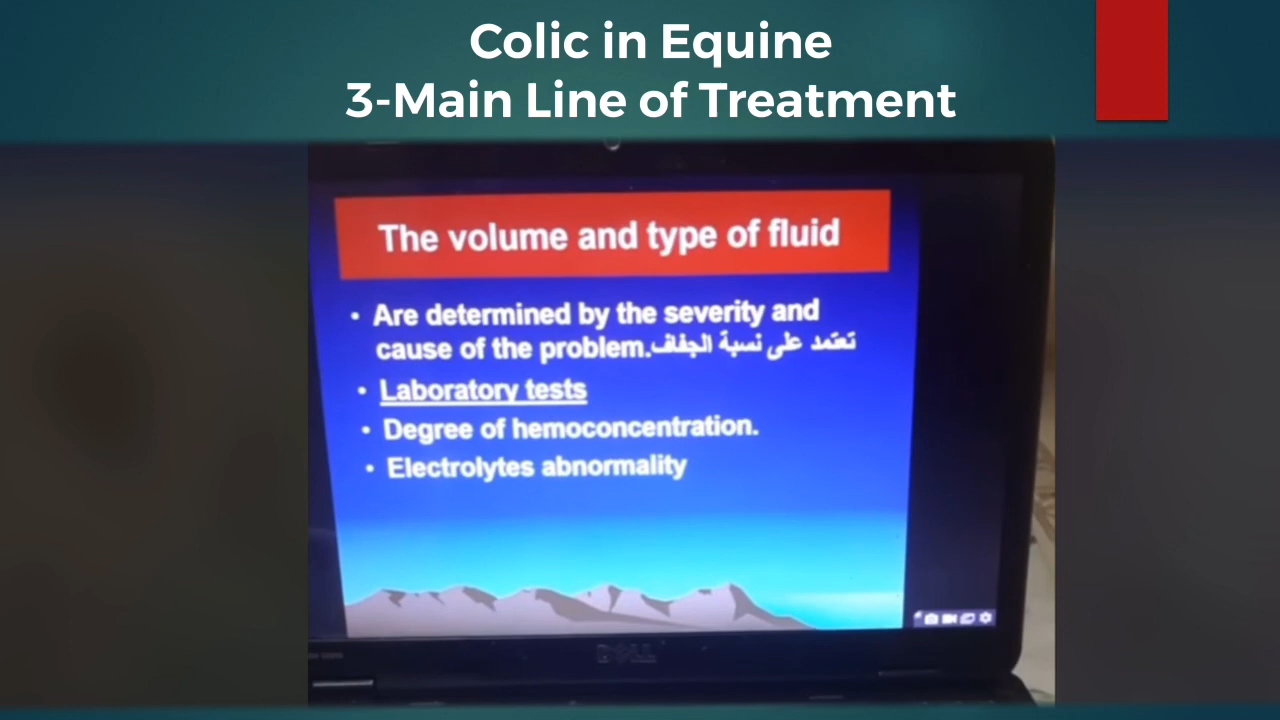 Colic in Equine
3-Main Line of Treatment
The volume and type of fluid
• Are determined by the severity and
cause of the problem.تعتمد على نسبة الجفاف
• Laboratory tests
• Degree of hemoconcentration.
• Electrolytes abnormality
DELL